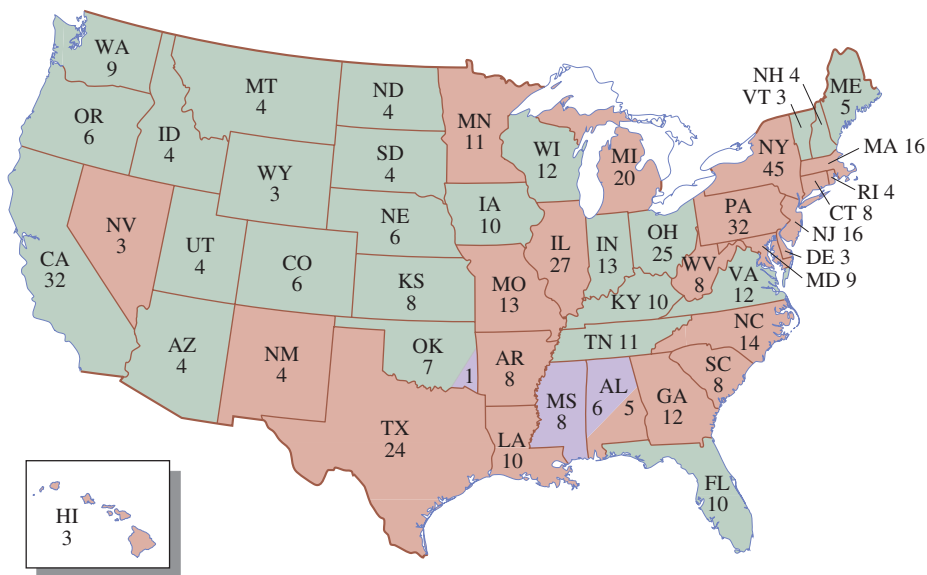 WA
9
OR
6
CA
32
NV
3
ID
4
MT
4
WY
3
UT
4
CO
6
AZ
4
NM
4
ND
4
SD
4
NE
6
KS
8
OK
7
1
TX
24
MN
11
IA
10
MO
13
AR
8
LA
10
WI
12
IL
27
MI
20
IN
13
OH
25
KY 10
TN 11
MS
8
AL
6
5
GA
12
FL
10
SC
8
NC
14
VA
12
WV
8
PA
32
NY
45
NH 4
VT 3
ME
5
MA 16
RI 4
CT 8
NJ 16
DE 3
MD 9
HI
3